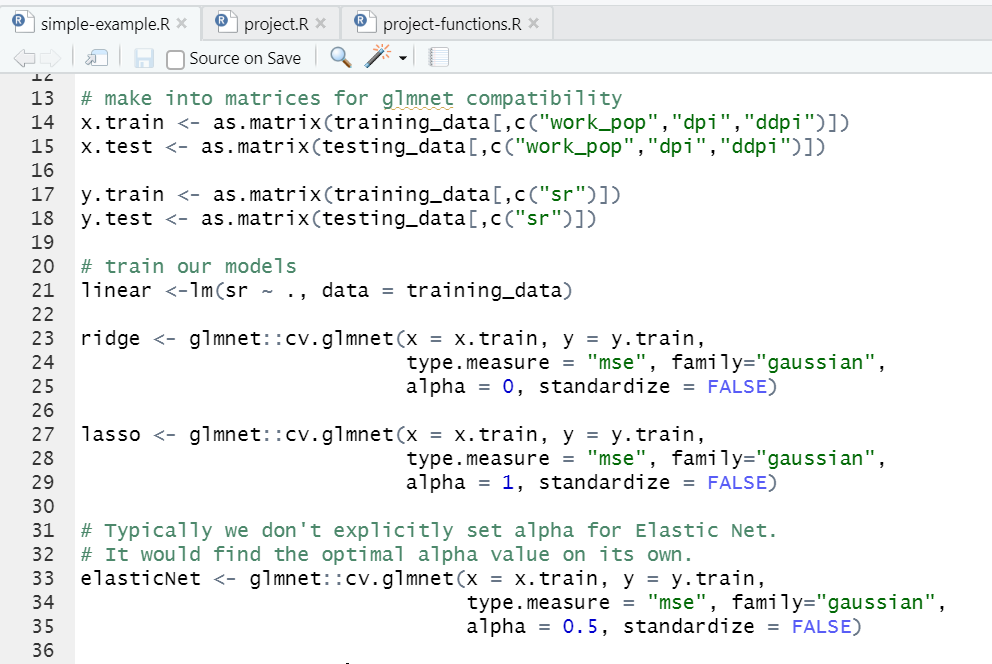 simple-example.R × project.R × project-functions.R ×
Source on Save
12
13 # make into matrices for glmnet compatibility
14 x.train <- as.matrix(training_data[,c("work_pop","dpi","ddpi")])
15 x.test <- as.matrix(testing_data[,c("work_pop","dpi","ddpi")])
16
17 y.train <- as.matrix(training_data[,c("sr")])
18 y.test <- as.matrix(testing_data[,c("sr")])
19
20 # train our models
21 linear <-lm(sr ~ ., data = training_data)
22
23 ridge <- glmnet::cv.glmnet(x = x.train, y = y.train,
24                            type.measure = "mse", family="gaussian",
25                            alpha = 0, standardize = FALSE)
26
27 lasso <- glmnet::cv.glmnet(x = x.train, y = y.train,
28                            type.measure = "mse", family="gaussian",
29                            alpha = 1, standardize = FALSE)
30
31 # Typically we don't explicitly set alpha for Elastic Net.
32 # It would find the optimal alpha value on its own.
33 elasticNet <- glmnet::cv.glmnet(x = x.train, y = y.train,
34                                 type.measure = "mse", family="gaussian",
35                                 alpha = 0.5, standardize = FALSE)
36